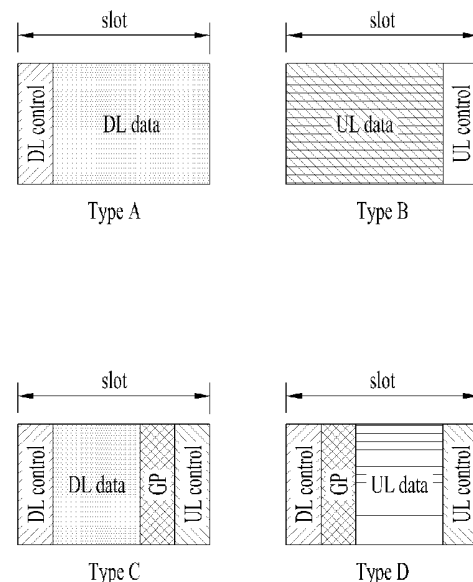 slot
slot
DL control
DL data
UL data
UL control
Type A
Type B
slot
slot
DL control
DL data
GP
UL control
DL control
GP
UL data
UL control
Type C
Type D